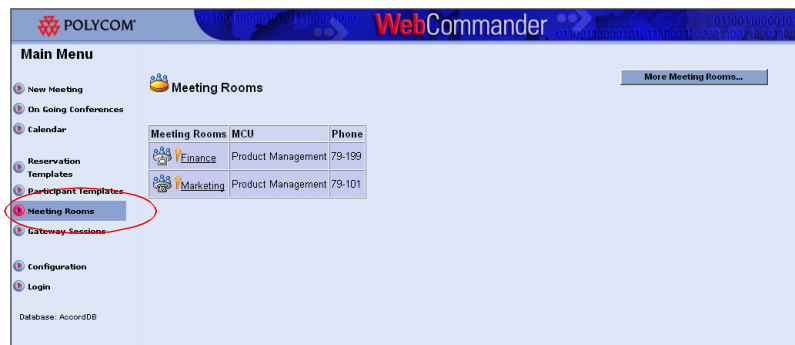 POLYCOM
WebCommander
Main Menu
New Meeting
On Going Conferences
Calendar
Reservation
Templates
Participant Templates
Meeting Rooms
Gateway Sessions
Configuration
Login
Database: AccordDB
Meeting Rooms
More Meeting Rooms...
Meeting Rooms MCU Phone
Finance Product Management 79-199
Marketing Product Management 79-101